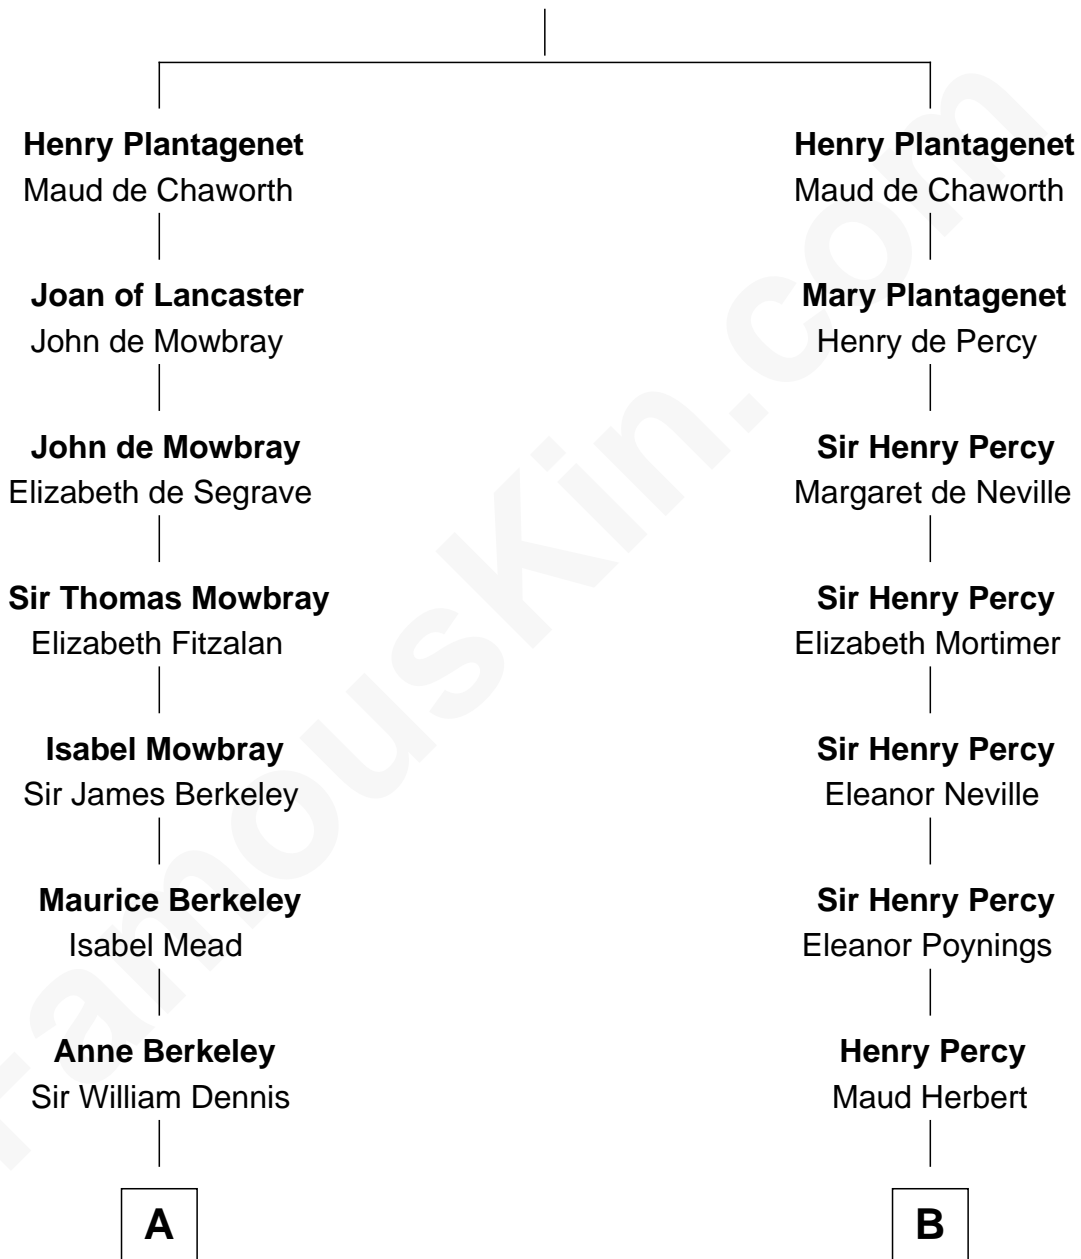 Henry Plantagenet
Maud de Chaworth
Joan of Lancaster
John de Mowbray
John de Mowbray
Elizabeth de Segrave
Sir Thomas Mowbray
Elizabeth Fitzalan
Isabel Mowbray
Sir James Berkeley
Maurice Berkeley
Isabel Mead
Anne Berkeley
Sir William Dennis
A
Henry Plantagenet
Maud de Chaworth
Mary Plantagenet
Henry de Percy
Sir Henry Percy
Margaret de Neville
Sir Henry Percy
Elizabeth Mortimer
Sir Henry Percy
Eleanor Neville
Sir Henry Percy
Eleanor Poynings
Henry Percy
Maud Herbert
B
FamousKin.com